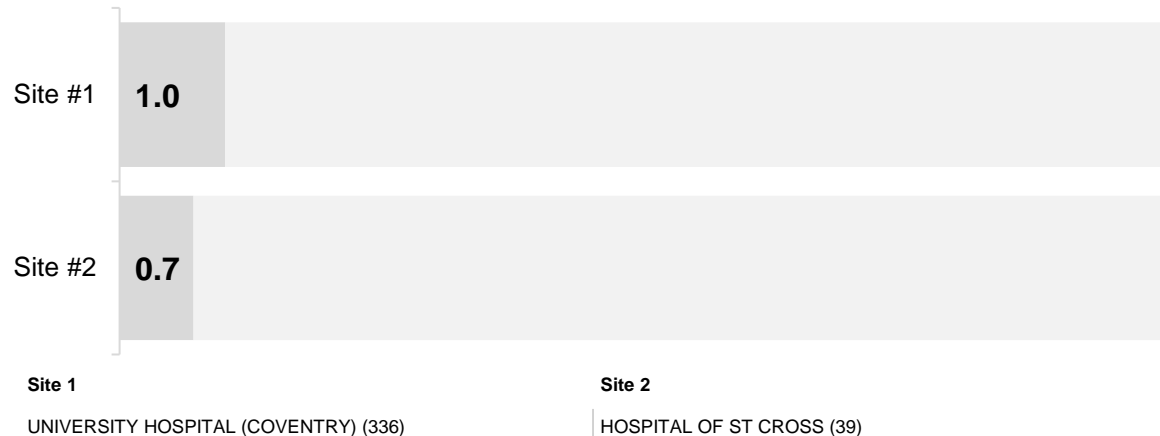 Site #1 1.0
Site #2 0.7
Site 1 Site 2
UNIVERSITY HOSPITAL (COVENTRY) (336) HOSPITAL OF ST CROSS (39)